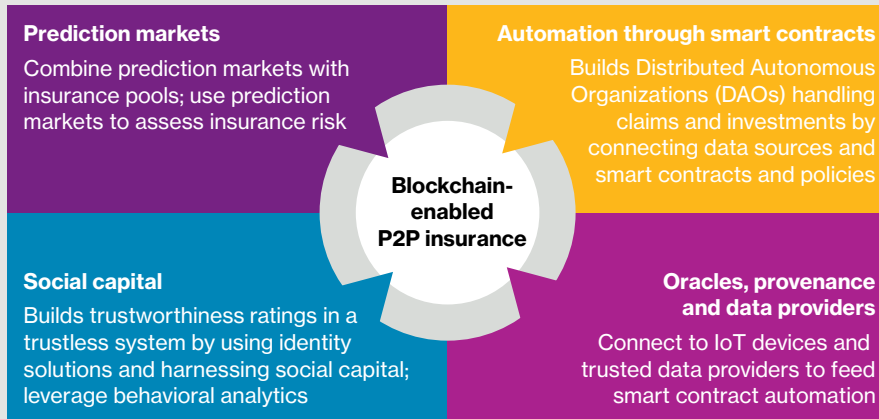 Prediction markets
Combine prediction markets with
insurance pools; use prediction
markets to assess insurance risk
Automation through smart contracts
Builds Distributed Autonomous
Organizations (DAOs) handling
claims and investments by
connecting data sources and
smart contracts and policies
Blockchain-
enabled
P2P insurance
Social capital
Builds trustworthiness ratings in a
trustless system by using identity
solutions and harnessing social capital;
leverage behavioral analytics
Oracles, provenance
and data providers
Connect to IoT devices and
trusted data providers to feed
smart contract automation